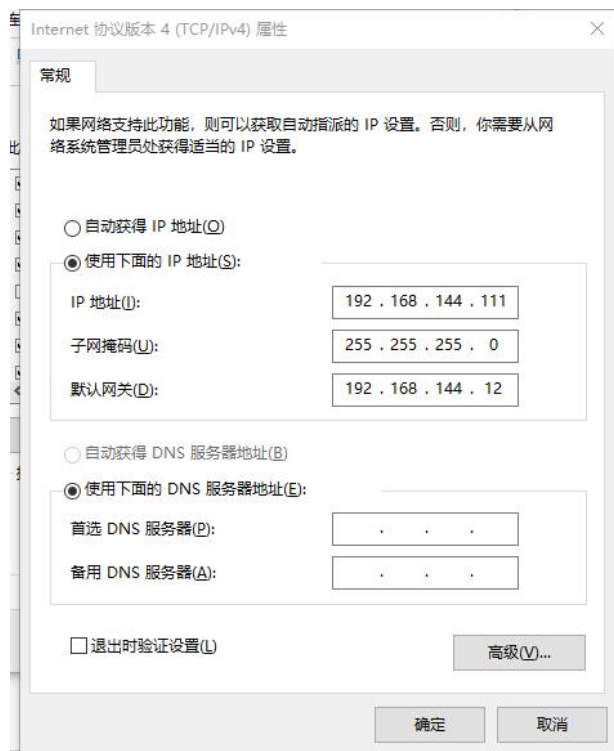 Internet 协议版本 4 (TCP/IPv4) 属性
常规
如果网络支持此功能，则可以获取自动指派的 IP 设置。否则，你需要从网
络系统管理员处获得适当的 IP 设置。
自动获得 IP 地址(O)
使用下面的 IP 地址(S):
IP 地址(I):
192 . 168 . 144 . 111
子网掩码(U):
255 . 255 . 255 . 0
默认网关(D):
192 . 168 . 144 . 12
自动获得 DNS 服务器地址(B)
使用下面的 DNS 服务器地址(E):
首选 DNS 服务器(P):
. . .
备用 DNS 服务器(A):
. . .
退出时验证设置(L)
高级(V)...
确定
取消